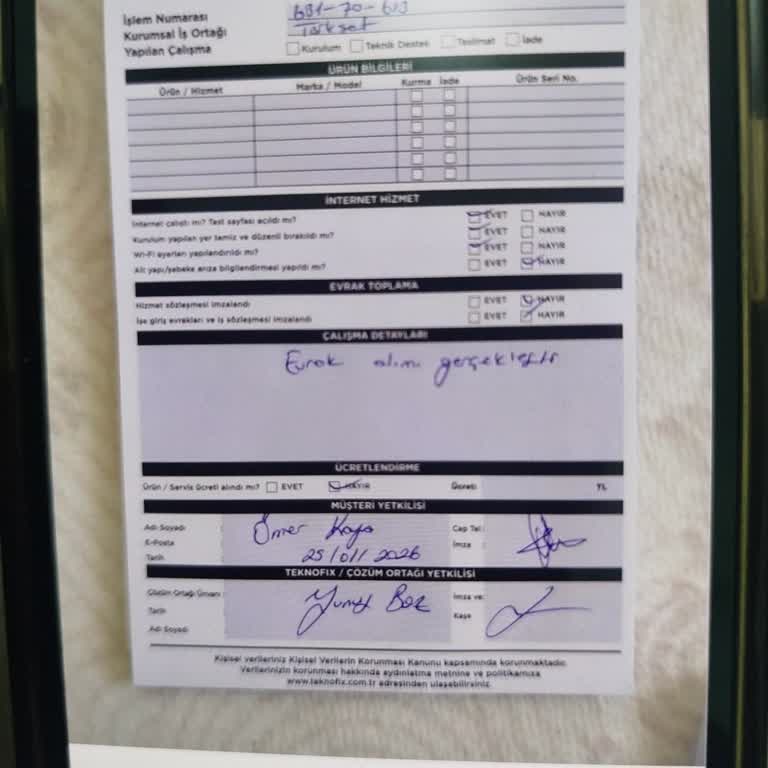 İşlem Numarası 631-70-613
Kurumsal İş Ortağı Türksat
Yapılan Çalışma Kurulum Teknik Destek Teslimat İade
ÜRÜN BİLGİLERİ
Ürün / Hizmet Marka / Model Kurma İade Ürün Seri No.
İNTERNET HİZMET
İnternet çalıştı mı? Test sayfası açıldı mı? EVET HAYIR
Kurulum yapılan yer temiz ve düzenli bırakıldı mı? EVET HAYIR
Wi-Fi ayarları yapılandırıldı mı? EVET HAYIR
Alt yapı/şebeke arıza bilgilendirmesi yapıldı mı? EVET HAYIR
EVRAK TOPLAMA
Hizmet sözleşmesi imzalandı EVET HAYIR
İşe giriş evrakları ve iş sözleşmesi imzalandı EVET HAYIR
ÇALIŞMA DETAYLARI
Evrak alımı gerçekleştir
ÜCRETLENDİRME
Ürün / Servis ücreti alındı mı? EVET HAYIR Ücreti TL
MÜŞTERİ YETKİLİSİ
Adı Soyadı : Ömer Kaya Cep Tel :
E-Posta İmza :
Tarih 25/01/2026
TEKNOFIX / ÇÖZÜM ORTAĞI YETKİLİSİ
Çözüm Ortağı Ünvanı : Yunus Boz İmza ve
Tarih Kaşe
Adı Soyadı
Kişisel verileriniz Kişisel Verilerin Korunması Kanunu kapsamında korunmaktadır.
Verilerinizin korunması hakkında aydınlatma metnine ve politikamıza
www.teknofix.com.tr adresinden ulaşabilirsiniz.